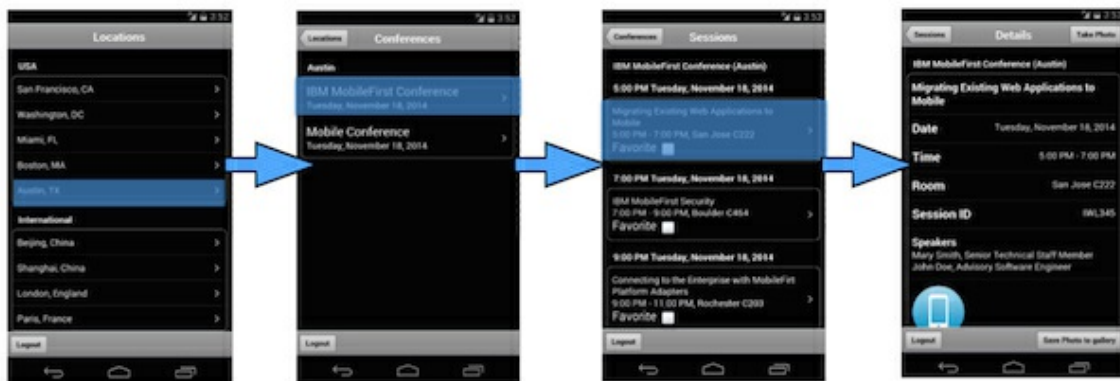 3:52
Locations
USA
San Francisco, CA
Washington, DC
Miami, FL
Boston, MA
Austin, TX
International
Beijing, China
Shanghai, China
London, England
Paris, France
Logout
3:52
Locations
Conferences
Austin
IBM MobileFirst Conference
Tuesday, November 18, 2014
Mobile Conference
Tuesday, November 18, 2014
Logout
3:53
Conferences
Sessions
IBM MobileFirst Conference (Austin)
5:00 PM Tuesday, November 18, 2014
Migrating Existing Web Applications to
Mobile
5:00 PM - 7:00 PM, San Jose C222
Favorite
7:00 PM Tuesday, November 18, 2014
IBM MobileFirst Security
7:00 PM - 9:00 PM, Boulder C454
Favorite
9:00 PM Tuesday, November 18, 2014
Connecting to the Enterprise with MobileFirt
Platform Adapters
9:00 PM - 11:00 PM, Rochester C203
Favorite
Logout
Sessions
Details
Take Photo
IBM MobileFirst Conference (Austin)
Migrating Existing Web Applications to
Mobile
Date Tuesday, November 18, 2014
Time 5:00 PM - 7:00 PM
Room San Jose C222
Session ID IWL345
Speakers
Mary Smith, Senior Technical Staff Member
John Doe, Advisory Software Engineer
Logout
Save Photo to gallery